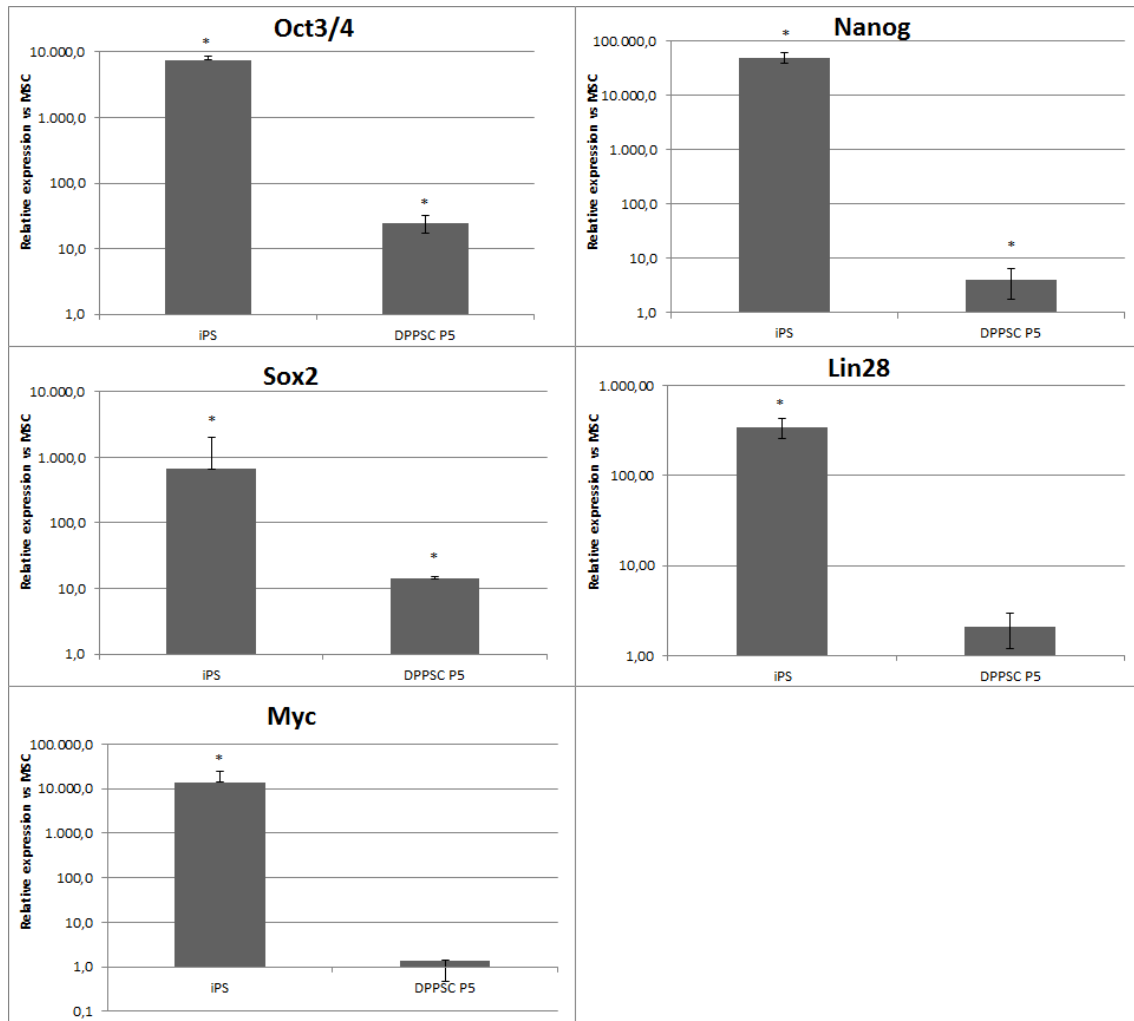 Oct3/4
Relative expression vs MSC
10.000,0
1.000,0
100,0
10,0
1,0
*
*
iPS
DPPSC P5
Nanog
Relative expression vs MSC
100.000,0
10.000,0
1.000,0
100,0
10,0
1,0
*
*
iPS
DPPSC P5
Sox2
Relative expression vs MSC
10.000,0
1.000,0
100,0
10,0
1,0
*
*
iPS
DPPSC P5
Lin28
Relative expression vs MSC
1.000,00
100,00
10,00
1,00
*
iPS
DPPSC P5
Myc
Relative expression vs MSC
100.000,0
10.000,0
1.000,0
100,0
10,0
1,0
0,1
*
iPS
DPPSC P5